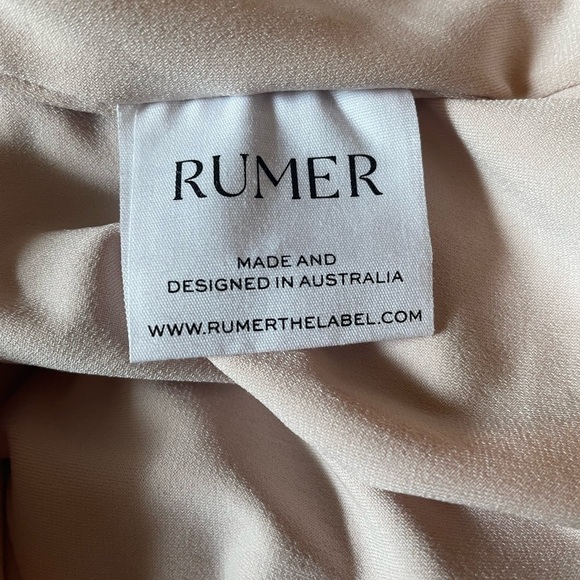 RUMER
MADE AND
DESIGNED IN AUSTRALIA
WWW.RUMERTHELABEL.COM